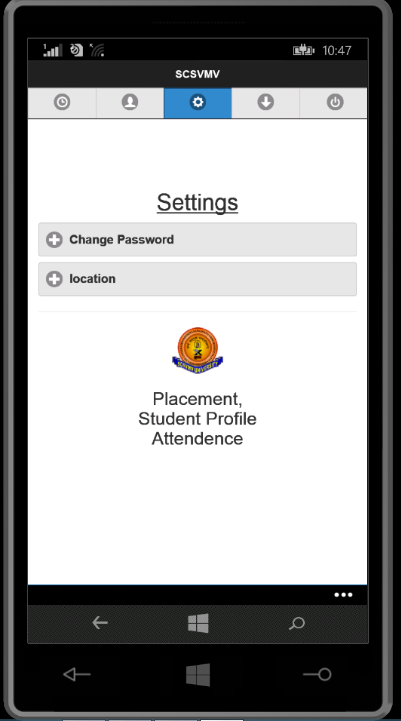 10:47
SCSVMV
Settings
Change Password
location
Placement,
Student Profile
Attendence